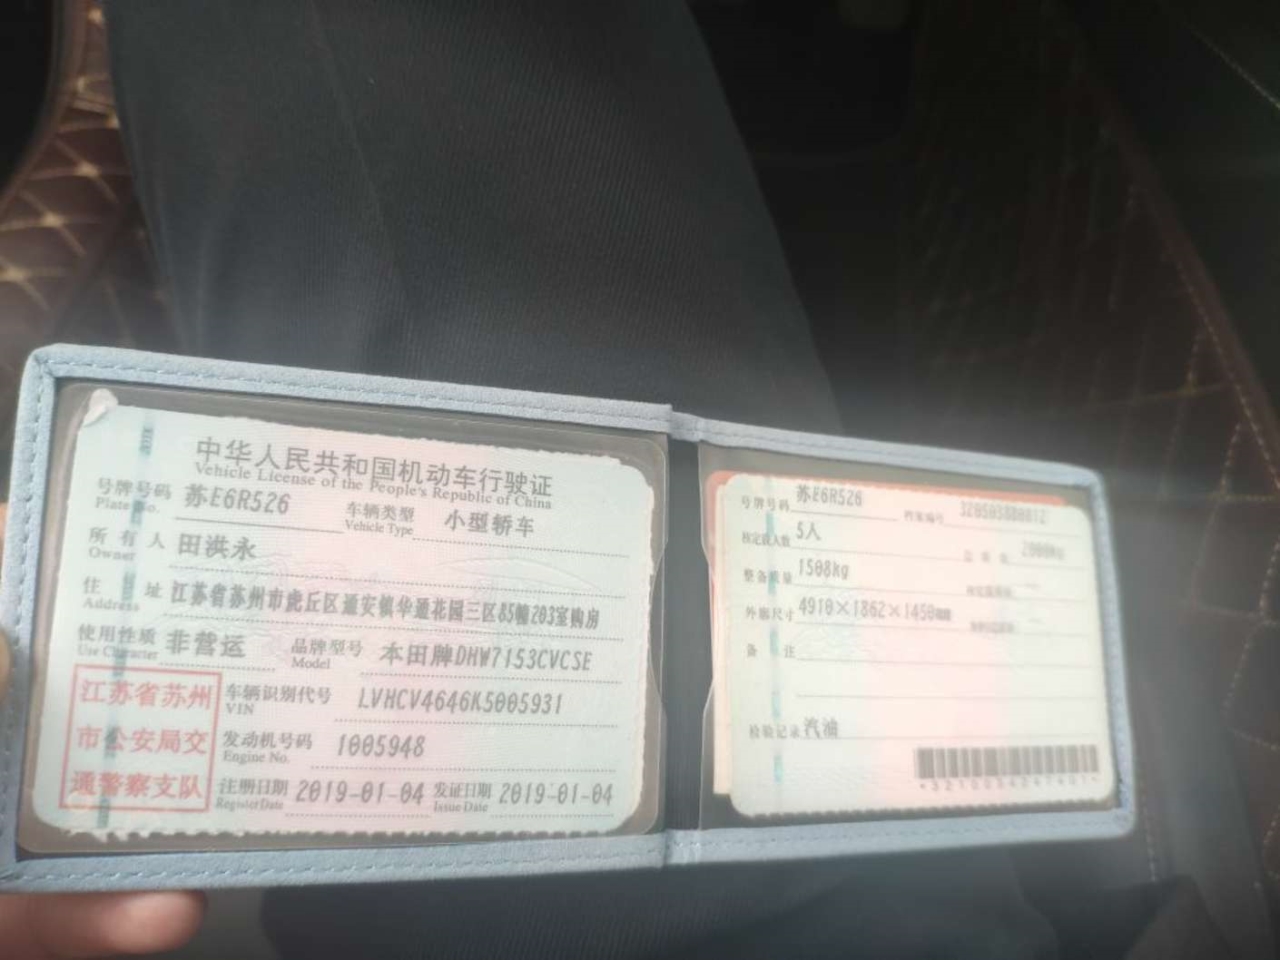 中华人民共和国机动车行驶证
Vehicle License of the People's Republic of China
号牌号码 苏E6R526 车辆类型 小型轿车
Plate No. Vehicle Type
所有人 田洪永
Owner
住址 江苏省苏州市虎丘区通安镇华通花园三区85幢203室购房
Address
使用性质 非营运 品牌型号 本田牌DHW7153CVCSE
Use Character Model
江苏省苏州
市公安局交
通警察支队
车辆识别代号 LVHCV4646K5005931
VIN
发动机号码 1005948
Engine No.
注册日期 2019-01-04 发证日期 2019-01-04
Register Date Issue Date
号牌号码 苏E6R526 档案编号
核定载人数 5人 总质量
整备质量 1508kg
外廓尺寸 4910×1862×1450
备注
检验记录 汽油